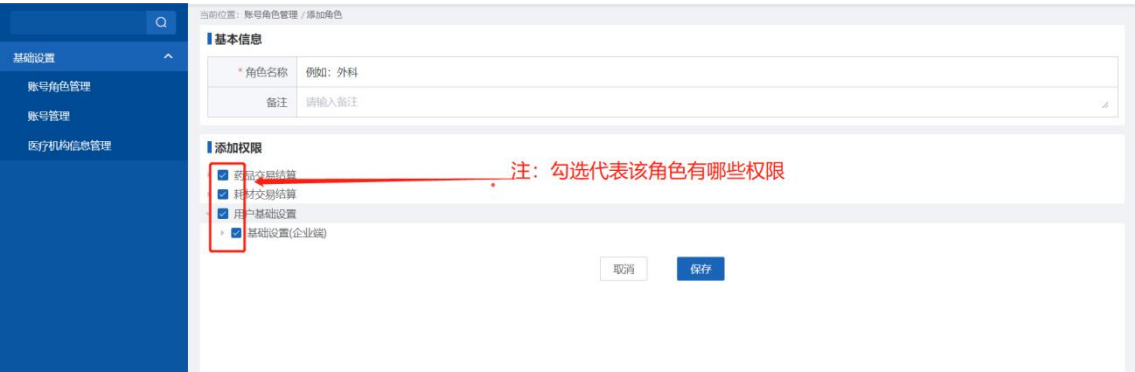 当前位置：账号角色管理 / 添加角色
基础设置
账号角色管理
账号管理
医疗机构信息管理
基本信息
* 角色名称 例如：外科
备注 请输入备注
添加权限
注：勾选代表该角色有哪些权限
药品交易结算
耗材交易结算
用户基础设置
基础设置(企业端)
取消 保存